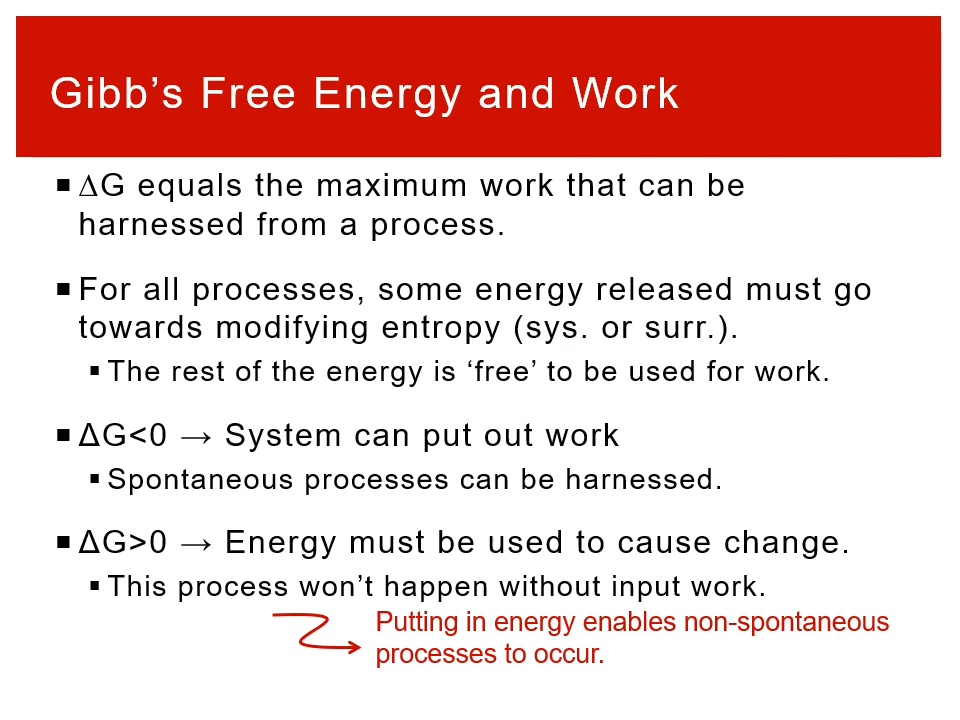 Gibb’s Free Energy and Work
▪ ∆G equals the maximum work that can be
harnessed from a process.
▪ For all processes, some energy released must go
towards modifying entropy (sys. or surr.).
▪ The rest of the energy is ‘free’ to be used for work.
▪ ΔG<0 → System can put out work
▪ Spontaneous processes can be harnessed.
▪ ΔG>0 → Energy must be used to cause change.
▪ This process won’t happen without input work.
Putting in energy enables non-spontaneous
processes to occur.